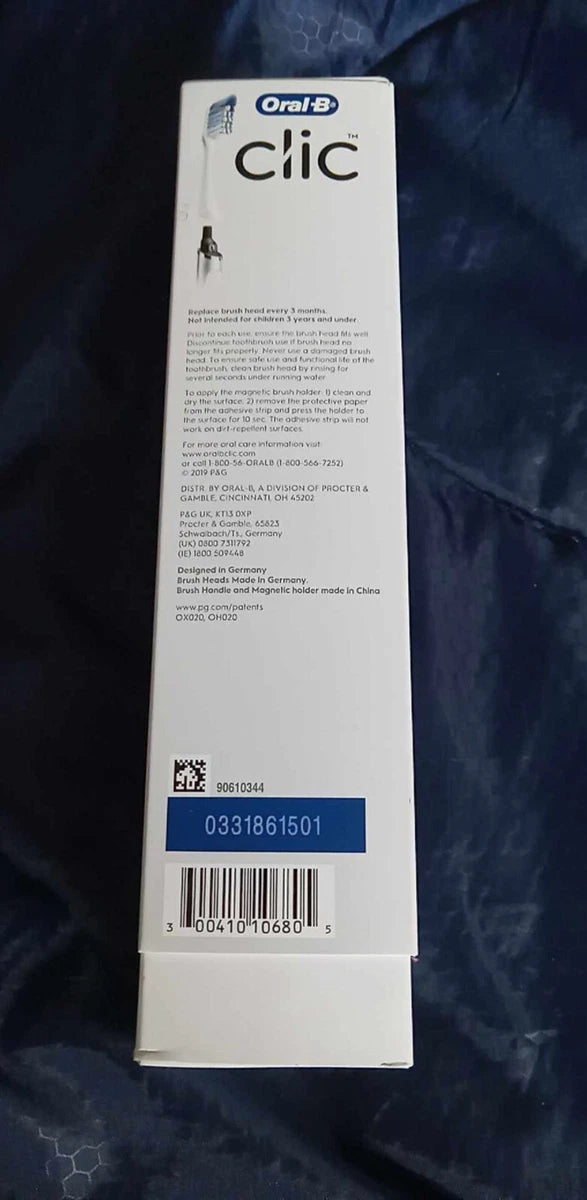 Oral-B
clic™
Replace brush head every 3 months.
Not intended for children 3 years and under.
Prior to each use, ensure the brush head fits well.
Discontinue toothbrush use if brush head no
longer fits properly. Never use a damaged brush
head. To ensure safe use and functional life of the
toothbrush, clean brush head by rinsing for
several seconds under running water
To apply the magnetic brush holder: 1) clean and
dry the surface, 2) remove the protective paper
from the adhesive strip and press the holder to
the surface for 10 sec. The adhesive strip will not
work on dirt-repellent surfaces.
For more oral care information visit
www.oralbclic.com
or call 1-800-56-ORALB (1-800-566-7252)
© 2019 P&G
DISTR. BY ORAL-B, A DIVISION OF PROCTER &
GAMBLE, CINCINNATI, OH 45202
P&G UK, KT13 0XP
Procter & Gamble, 65823
Schwalbach/Ts., Germany
(UK) 0800 7311792
(IE) 1800 509448
Designed in Germany
Brush Heads Made in Germany.
Brush Handle and Magnetic holder made in China
www.pg.com/patents
OX020, OH020
90610344
0331861501
3 00410 10680 5